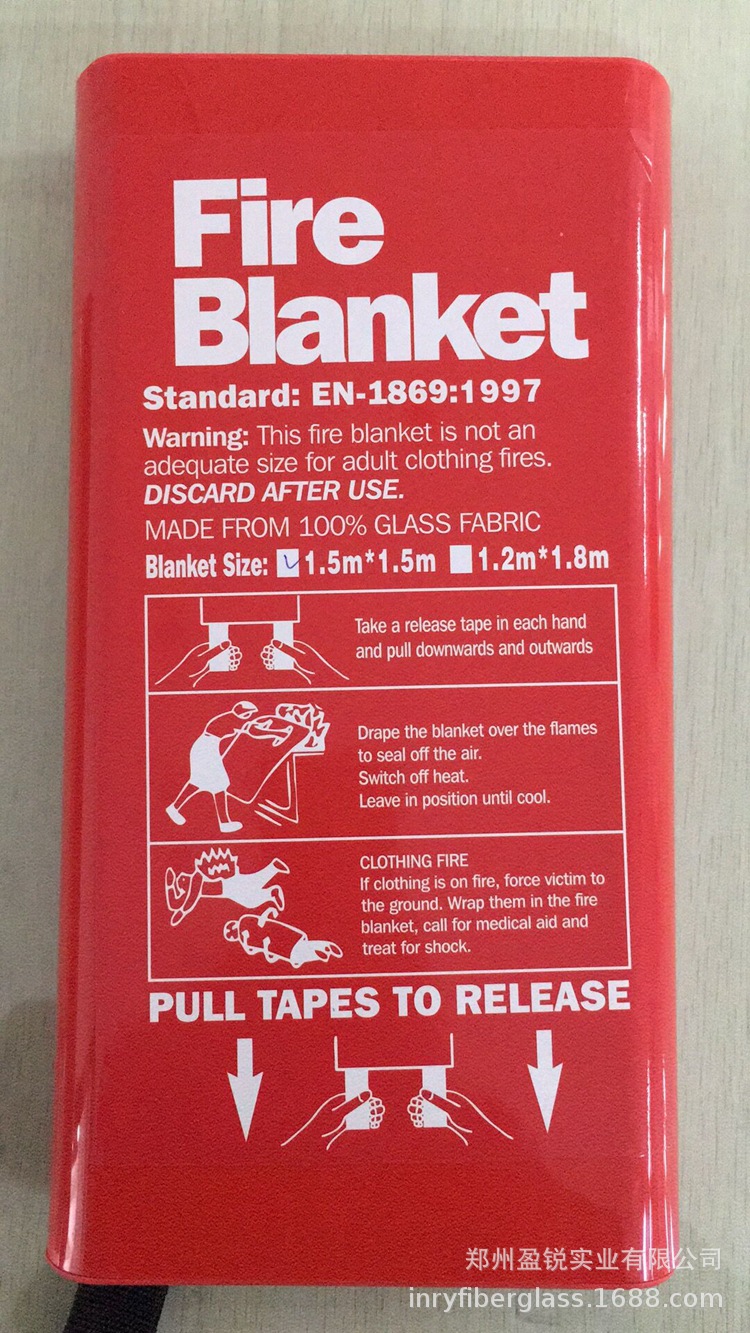 Fire
Blanket
Standard: EN-1869:1997
Warning: This fire blanket is not an
adequate size for adult clothing fires.
DISCARD AFTER USE.
MADE FROM 100% GLASS FABRIC
Blanket Size: 1.5m*1.5m 1.2m*1.8m
Take a release tape in each hand
and pull downwards and outwards
Drape the blanket over the flames
to seal off the air.
Switch off heat.
Leave in position until cool.
CLOTHING FIRE
If clothing is on fire, force victim to
the ground. Wrap them in the fire
blanket, call for medical aid and
treat for shock.
PULL TAPES TO RELEASE
郑州盈锐实业有限公司
inryfiberglass.1688.com